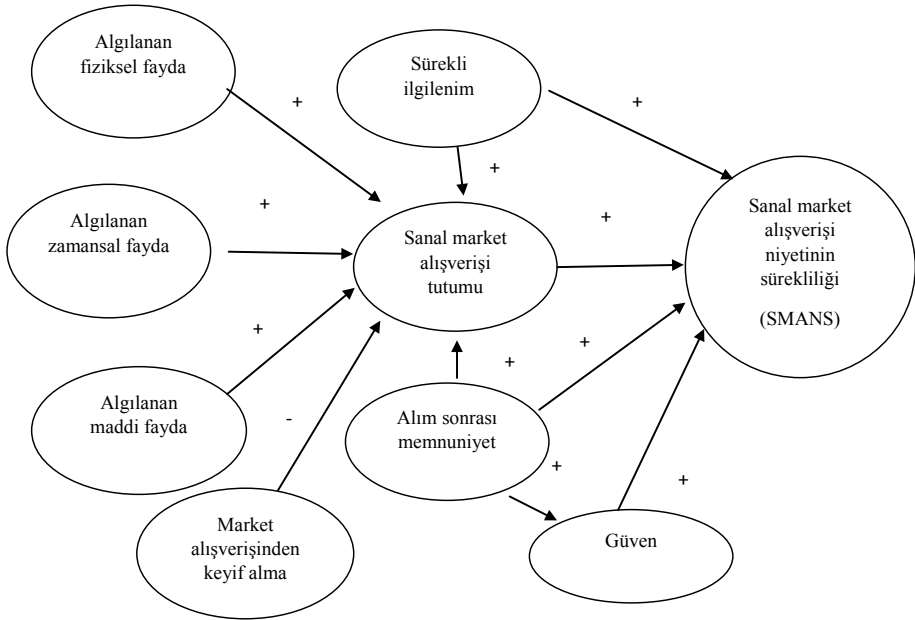 Algılanan
fiziksel fayda
+
Sürekli
ilgilenim
+
+
Algılanan
zamansal fayda
+
Sanal market
alışverişi
tutumu
+
Sanal market
alışverişi
niyetinin
sürekliliği
(SMANS)
+
Algılanan
maddi fayda
-
+
+
Alım sonrası
memnuniyet
+
+
Market
alışverişinden
keyif alma
Güven